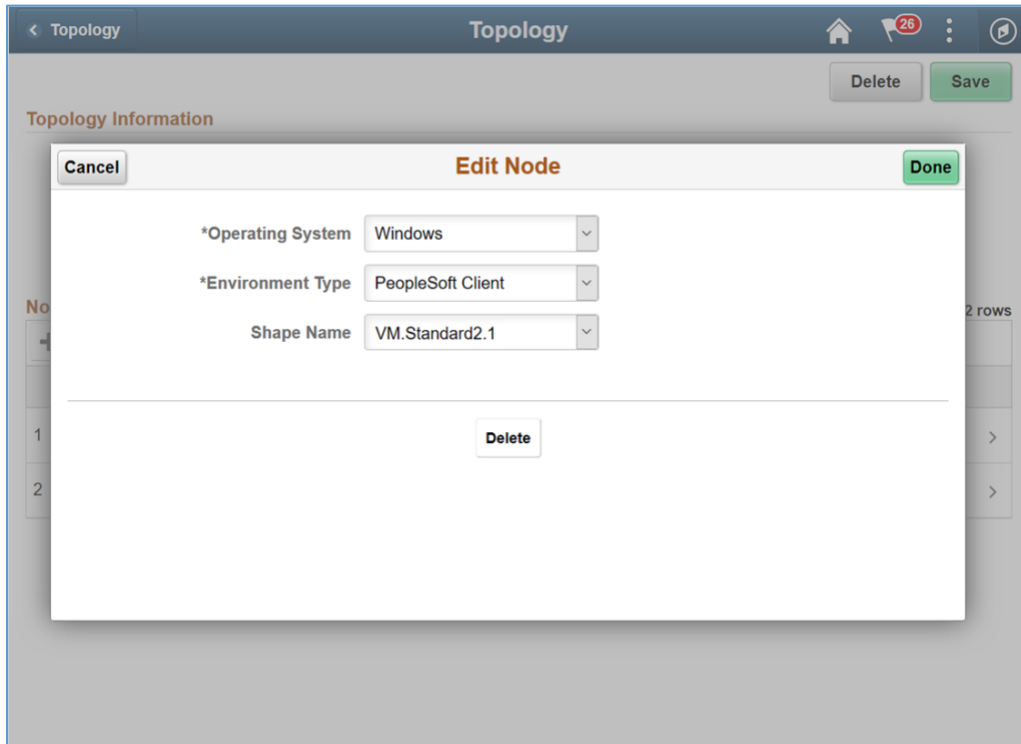 Topology Topology 26
Delete Save
Topology Information
Cancel Edit Node Done
*Operating System Windows
*Environment Type PeopleSoft Client
No 2 rows
Shape Name VM.Standard2.1
1
Delete
2